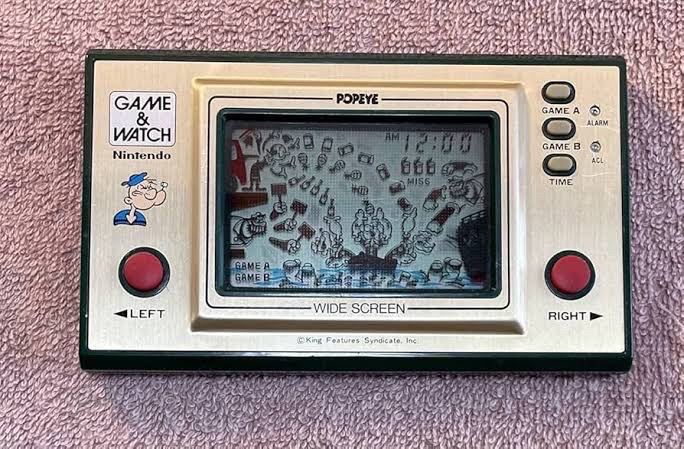 GAME
&
WATCH
Nintendo
POPEYE
GAME A
ALARM
GAME B
ACL
TIME
AM 12:00
MISS
GAME A
GAME B
◀LEFT
WIDE SCREEN
RIGHT▶
©King Features Syndicate, Inc.